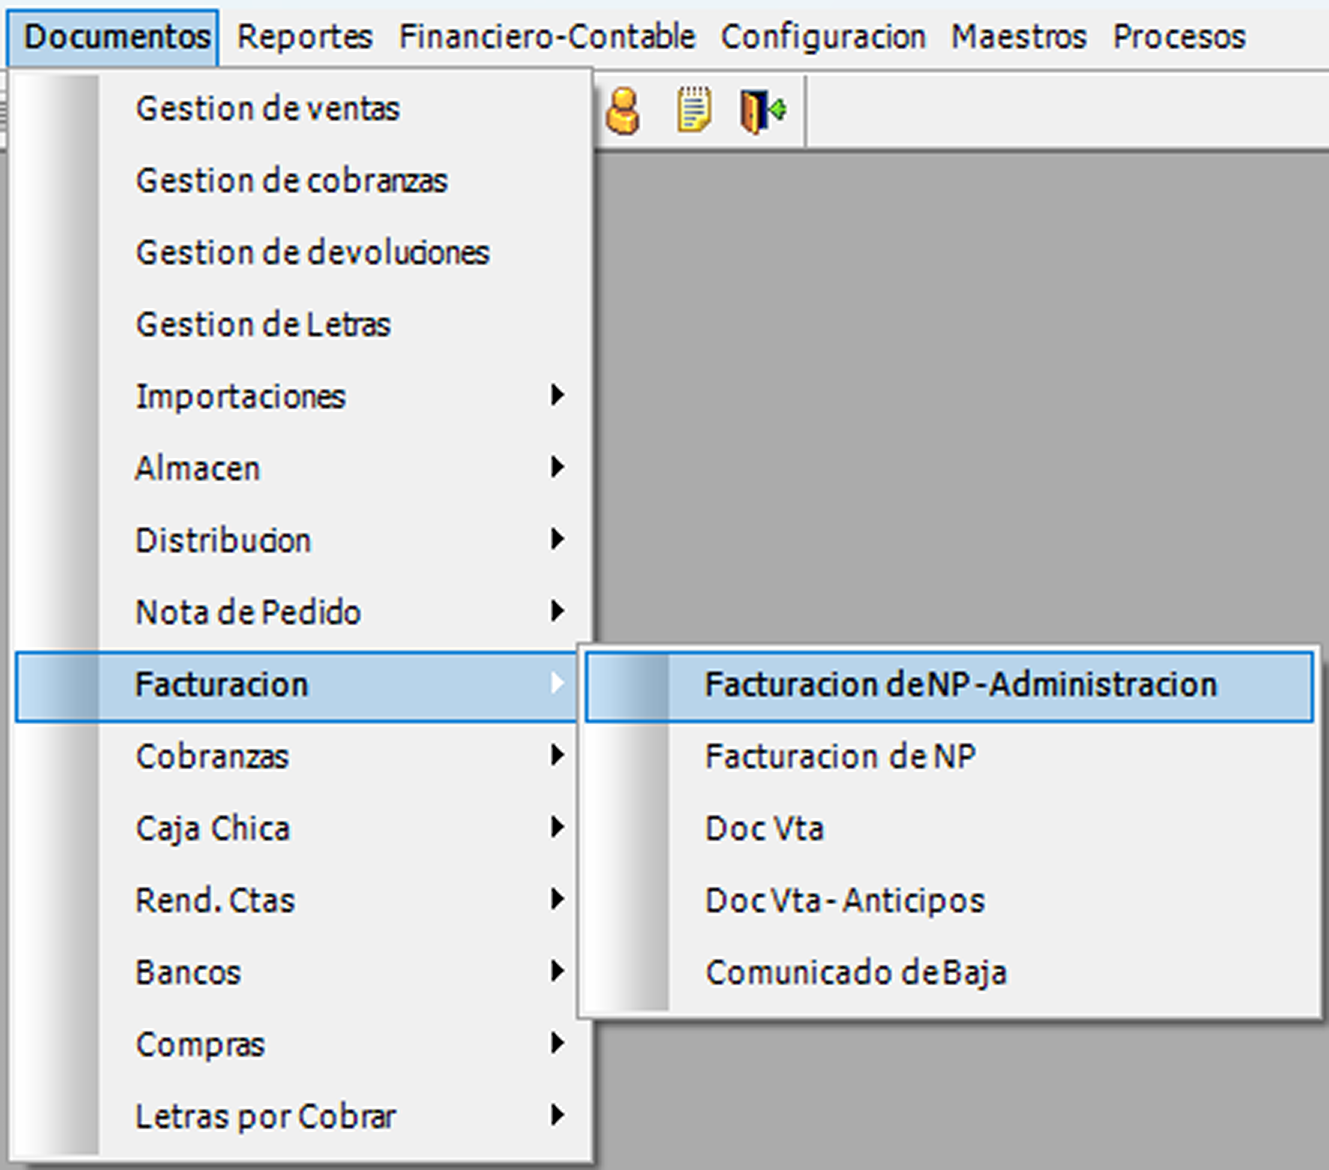 Documentos Reportes Financiero-Contable Configuracion Maestros Procesos
Gestion de ventas
Gestion de cobranzas
Gestion de devoluciones
Gestion de Letras
Importaciones
Almacen
Distribucion
Nota de Pedido
Facturacion
Facturacion de NP - Administracion
Facturacion de NP
Doc Vta
Doc Vta - Anticipos
Comunicado de Baja
Cobranzas
Caja Chica
Rend. Ctas
Bancos
Compras
Letras por Cobrar